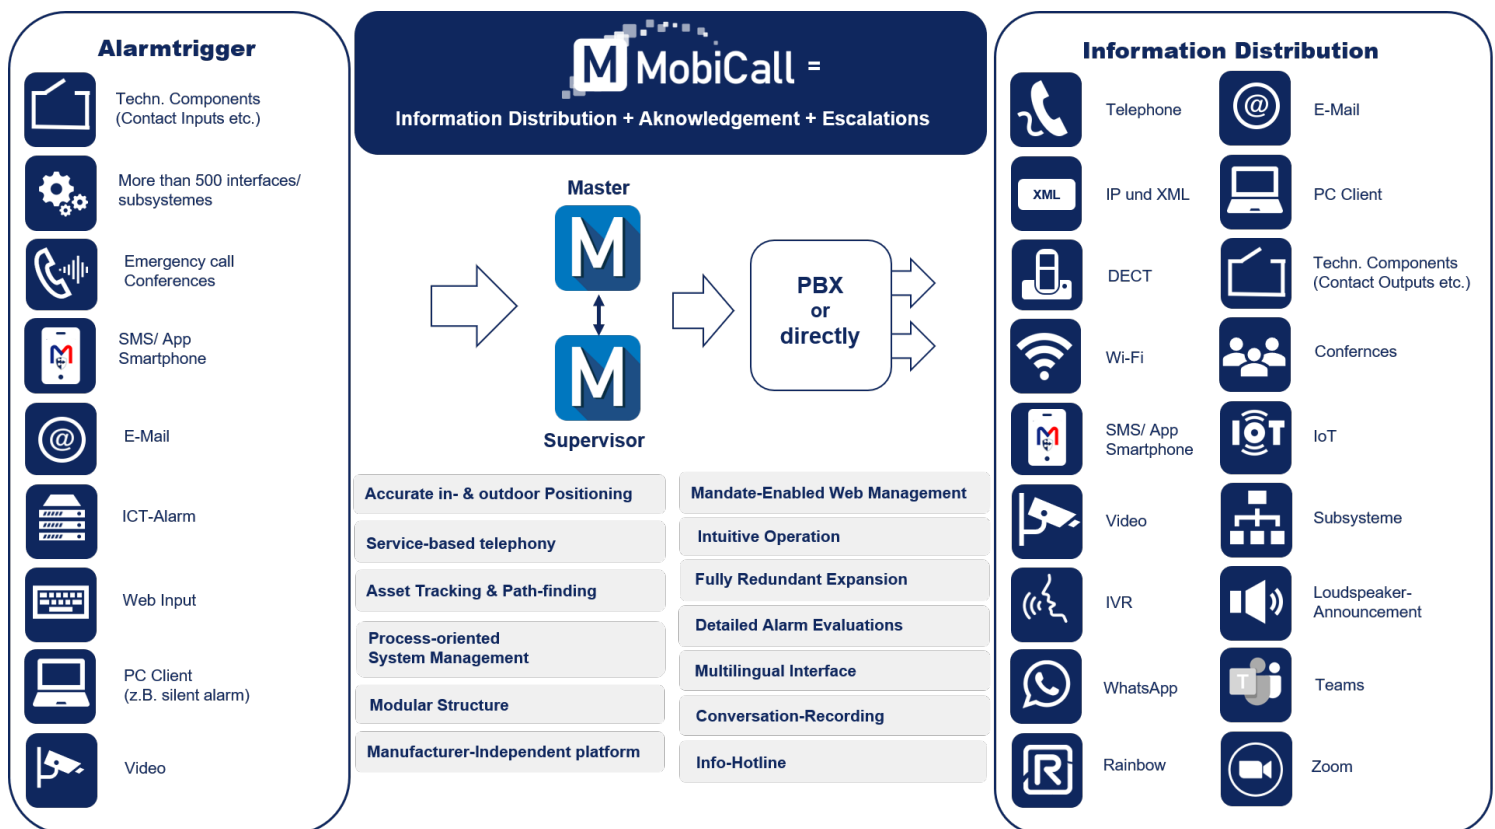 Alarmtrigger
Techn. Components
(Contact Inputs etc.)
More than 500 interfaces/
subsystemes
Emergency call
Conferences
SMS/ App
Smartphone
E-Mail
ICT-Alarm
Web Input
PC Client
(z.B. silent alarm)
Video
M MobiCall =
Information Distribution + Aknowledgement + Escalations
Master
M
M
Supervisor
PBX
or
directly
Accurate in- & outdoor Positioning
Service-based telephony
Asset Tracking & Path-finding
Process-oriented
System Management
Modular Structure
Manufacturer-Independent platform
Mandate-Enabled Web Management
Intuitive Operation
Fully Redundant Expansion
Detailed Alarm Evaluations
Multilingual Interface
Conversation-Recording
Info-Hotline
Information Distribution
Telephone
XML
IP und XML
DECT
Wi-Fi
SMS/ App
Smartphone
Video
IVR
WhatsApp
R
Rainbow
@
E-Mail
PC Client
Techn. Components
(Contact Outputs etc.)
Confernces
IoT
IoT
Subsysteme
Loudspeaker-
Announcement
T
Teams
Zoom